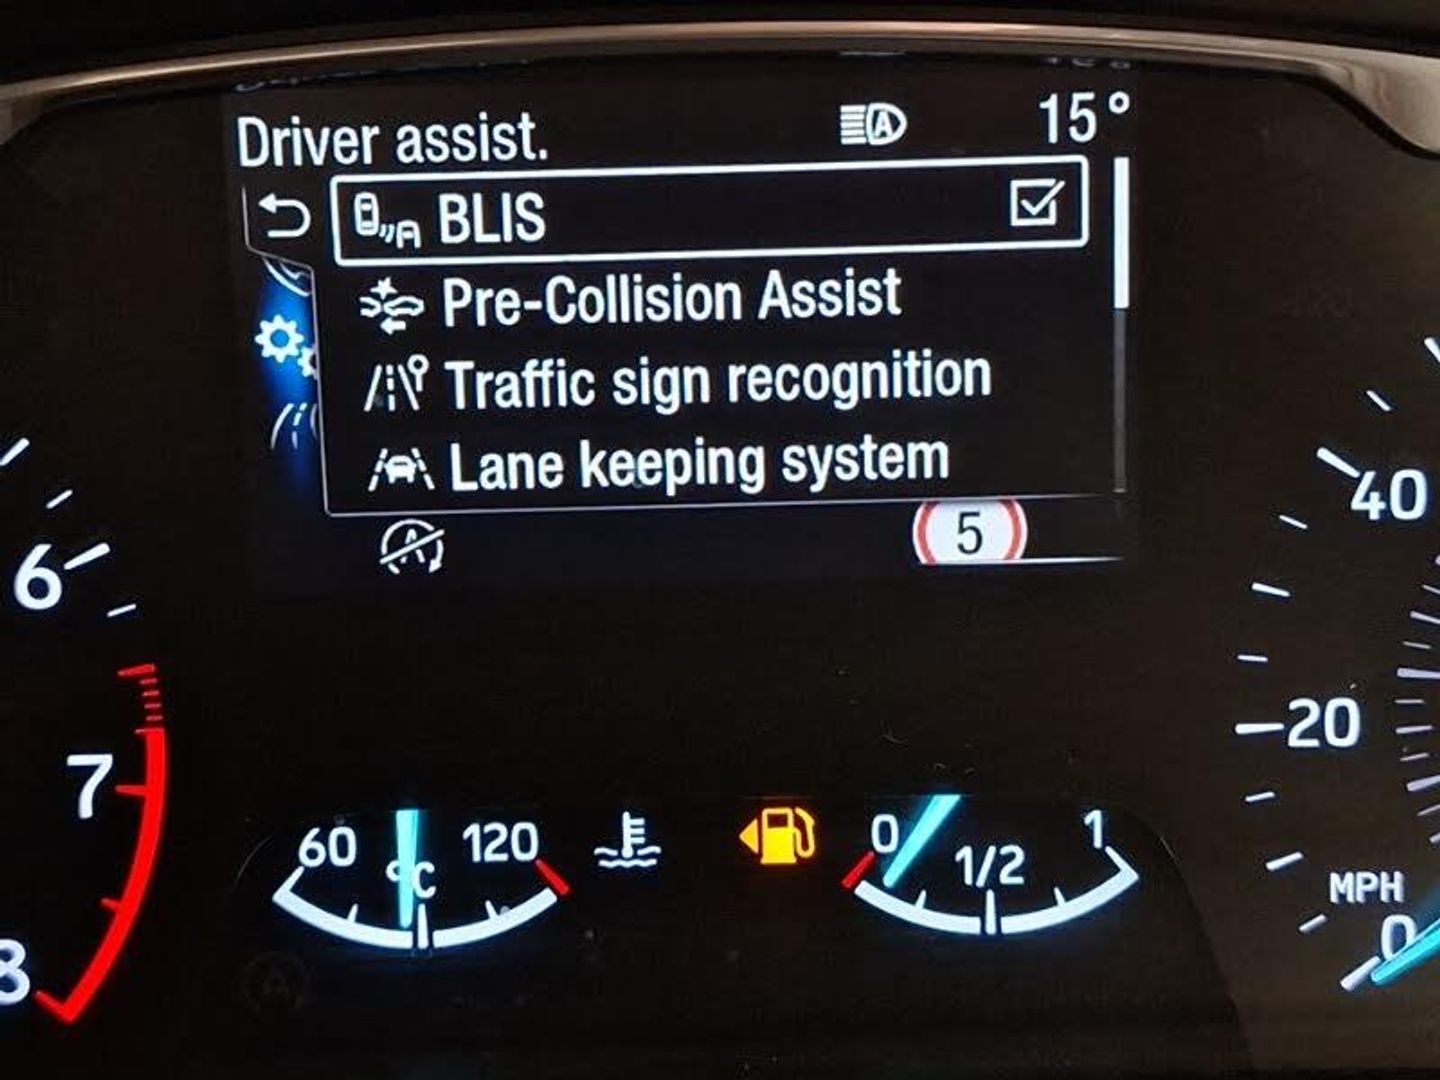 Driver assist. 15°
BLIS
Pre-Collision Assist
Traffic sign recognition
Lane keeping system
5
40
20
MPH
0
6
7
8
60 °C 120
0 1/2 1